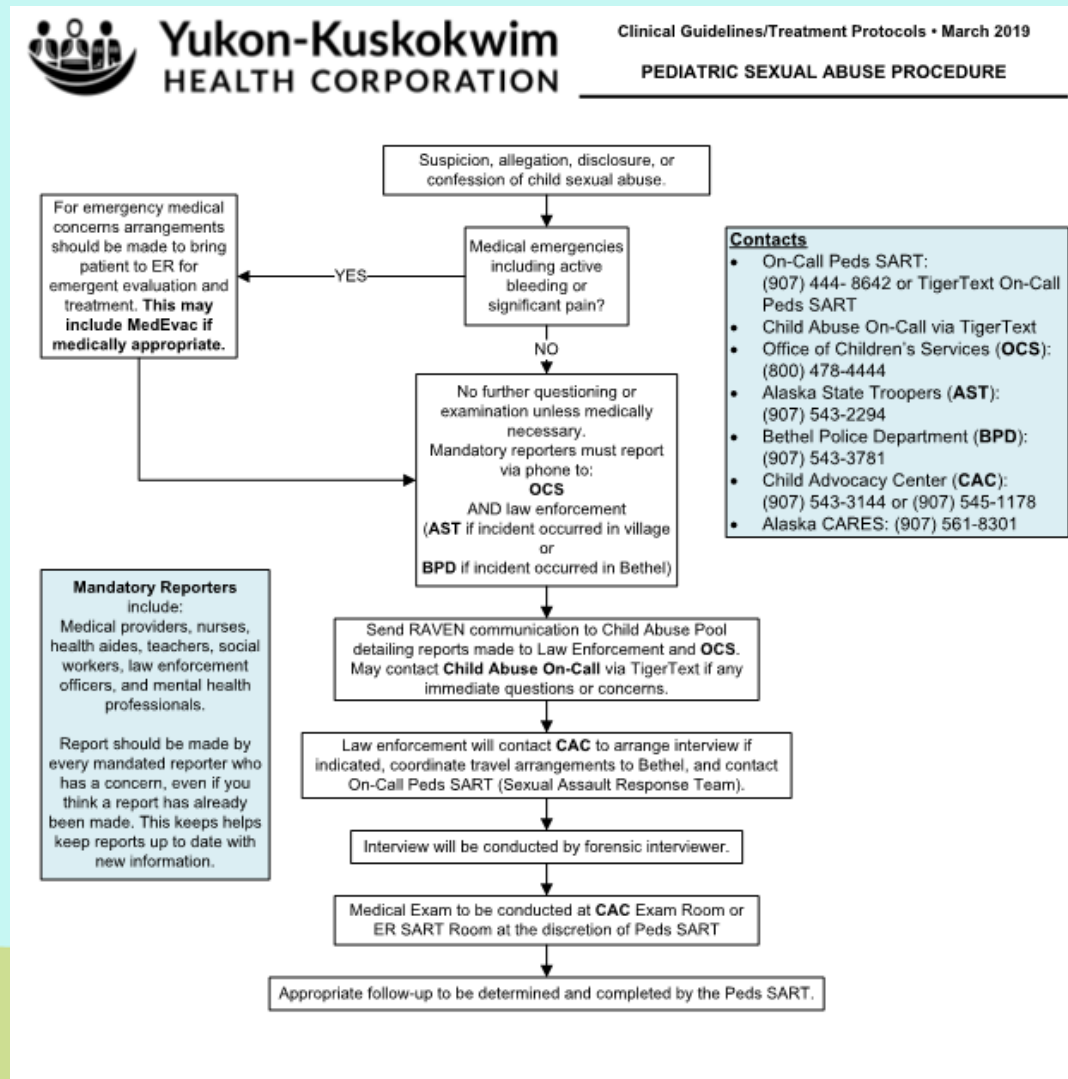 Yukon-Kuskokwim
HEALTH CORPORATION
Clinical Guidelines/Treatment Protocols • March 2019
PEDIATRIC SEXUAL ABUSE PROCEDURE
Suspicion, allegation, disclosure, or
confession of child sexual abuse.
For emergency medical
concerns arrangements
should be made to bring
patient to ER for
emergent evaluation and
treatment. This may
include MedEvac if
medically appropriate.
YES
Medical emergencies
including active
bleeding or
significant pain?
NO
Contacts
• On-Call Peds SART:
(907) 444- 8642 or TigerText On-Call
Peds SART
• Child Abuse On-Call via TigerText
• Office of Children's Services (OCS):
(800) 478-4444
• Alaska State Troopers (AST):
(907) 543-2294
• Bethel Police Department (BPD):
(907) 543-3781
• Child Advocacy Center (CAC):
(907) 543-3144 or (907) 545-1178
• Alaska CARES: (907) 561-8301
No further questioning or
examination unless medically
necessary.
Mandatory reporters must report
via phone to:
OCS
AND law enforcement
(AST if incident occurred in village
or
BPD if incident occurred in Bethel)
Mandatory Reporters
include:
Medical providers, nurses,
health aides, teachers, social
workers, law enforcement
officers, and mental health
professionals.
Report should be made by
every mandated reporter who
has a concern, even if you
think a report has already
been made. This keeps helps
keep reports up to date with
new information.
Send RAVEN communication to Child Abuse Pool
detailing reports made to Law Enforcement and OCS.
May contact Child Abuse On-Call via TigerText if any
immediate questions or concerns.
Law enforcement will contact CAC to arrange interview if
indicated, coordinate travel arrangements to Bethel, and contact
On-Call Peds SART (Sexual Assault Response Team).
Interview will be conducted by forensic interviewer.
Medical Exam to be conducted at CAC Exam Room or
ER SART Room at the discretion of Peds SART
Appropriate follow-up to be determined and completed by the Peds SART.